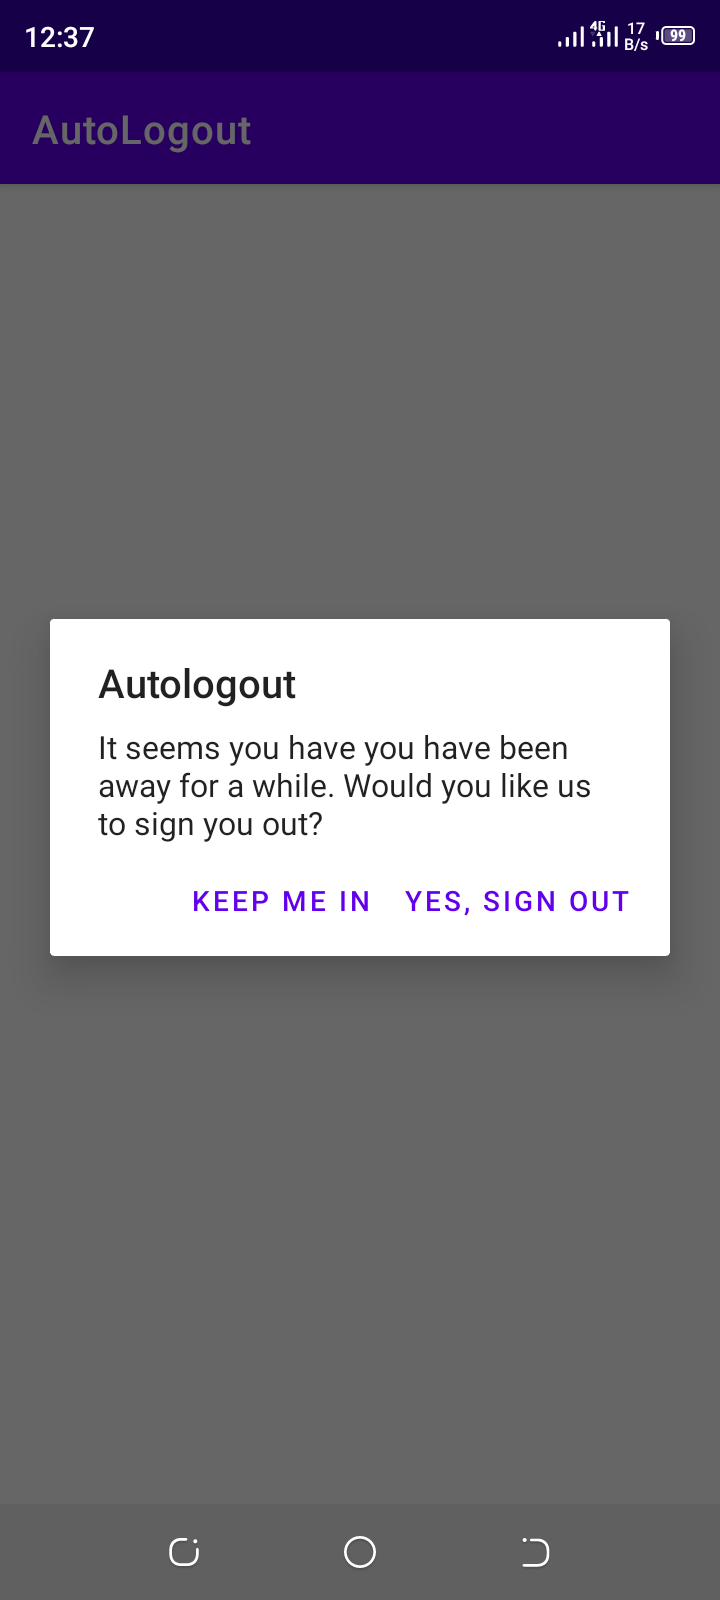 12:37
4G 17
B/s 99
AutoLogout
Autologout
It seems you have you have been
away for a while. Would you like us
to sign you out?
KEEP ME IN YES, SIGN OUT